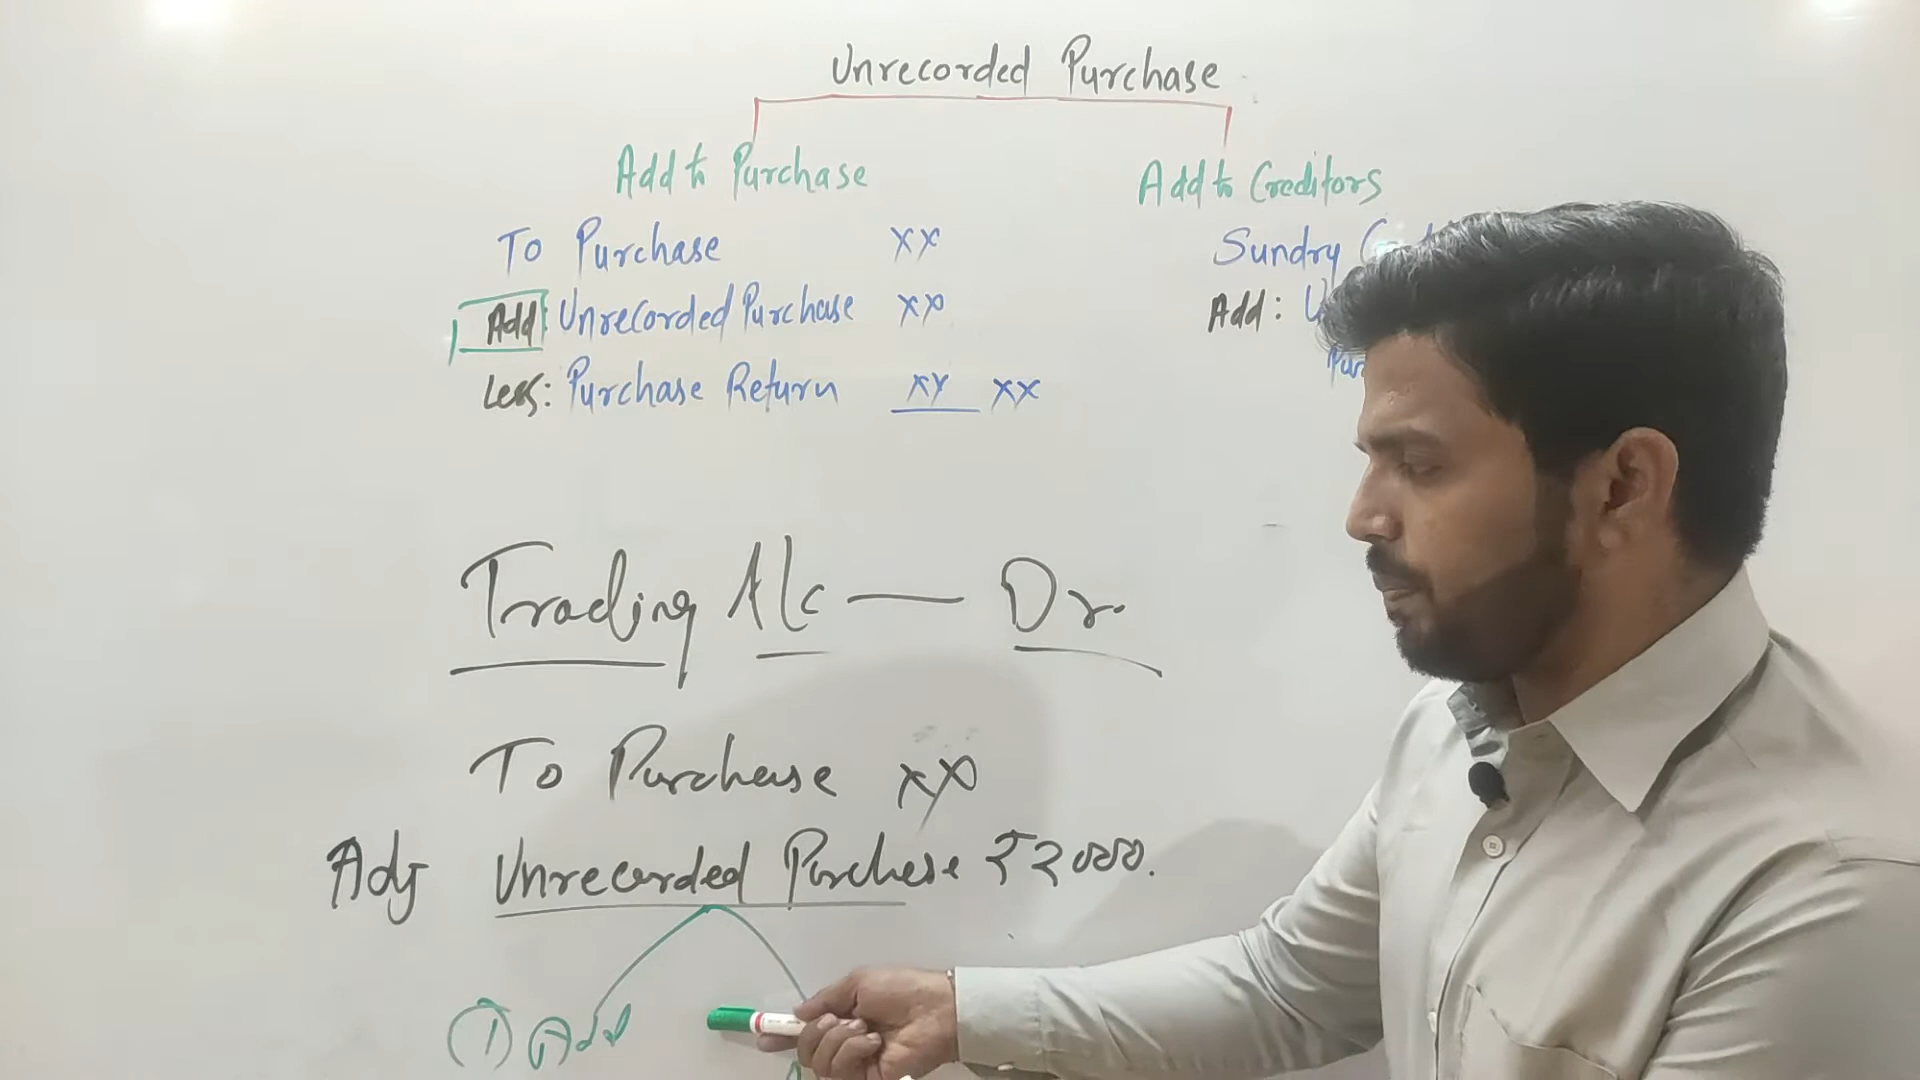 Unrecorded Purchase
Add to Purchase
Add to Creditors
To Purchase xx
Add: Unrecorded Purchase xx
Less: Purchase Return xx xx
Sundry
Add:
Trading A/c — Dr.
To Purchase xx
Adj Unrecorded Purchase ₹2000.
① Add